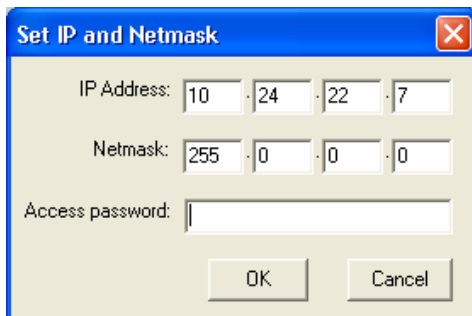 Set IP and Netmask
IP Address: 10 . 24 . 22 . 7
Netmask: 255 . 0 . 0 . 0
Access password:
OK Cancel